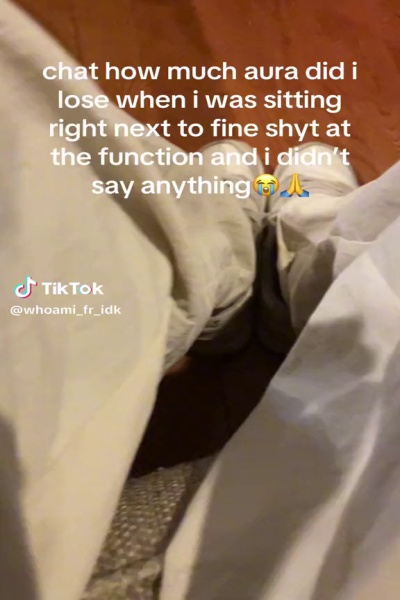 chat how much aura did i
lose when i was sitting
right next to fine shyt at
the function and i didn't
say anything😭🙏
TikTok
@whoami_fr_idk